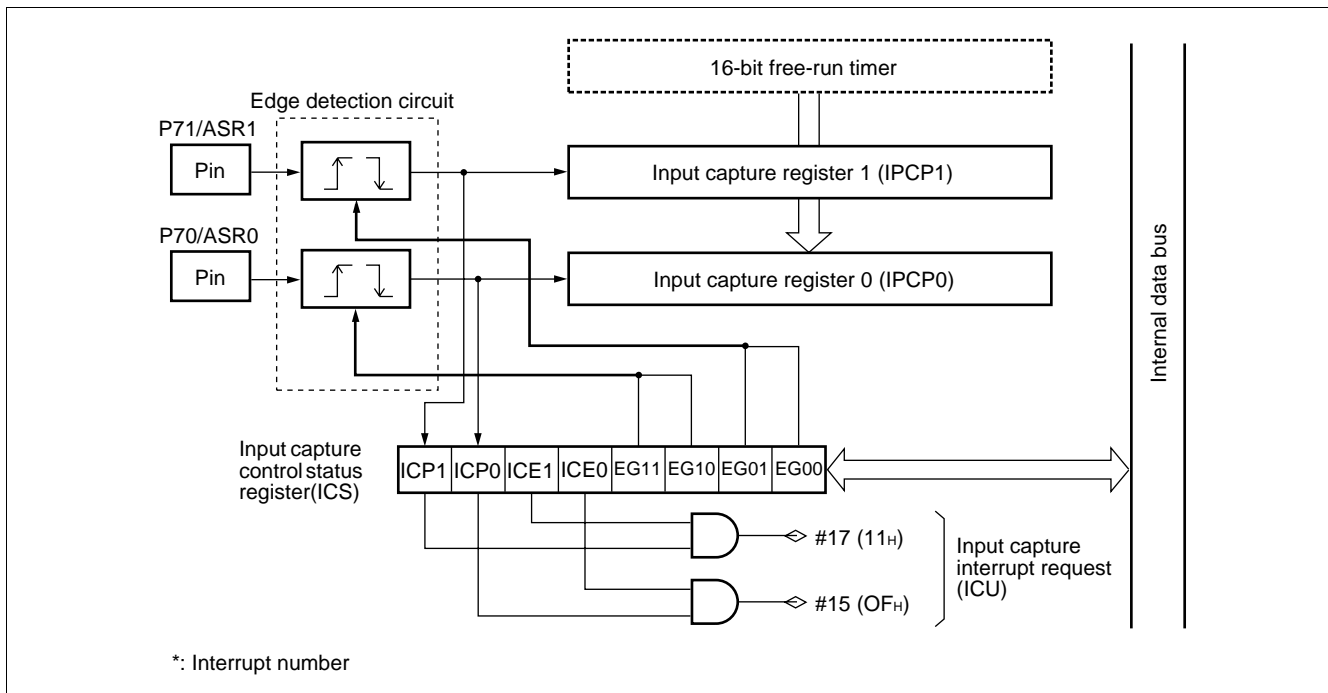 16-bit free-run timer
Edge detection circuit
P71/ASR1
Pin
Input capture register 1 (IPCP1)
P70/ASR0
Pin
Input capture register 0 (IPCP0)
Internal data bus
Input capture
control status
register(ICS)
ICP1 ICP0 ICE1 ICE0 EG11 EG10 EG01 EG00
#17 (11H)
#15 (OFH)
Input capture
interrupt request
(ICU)
*: Interrupt number